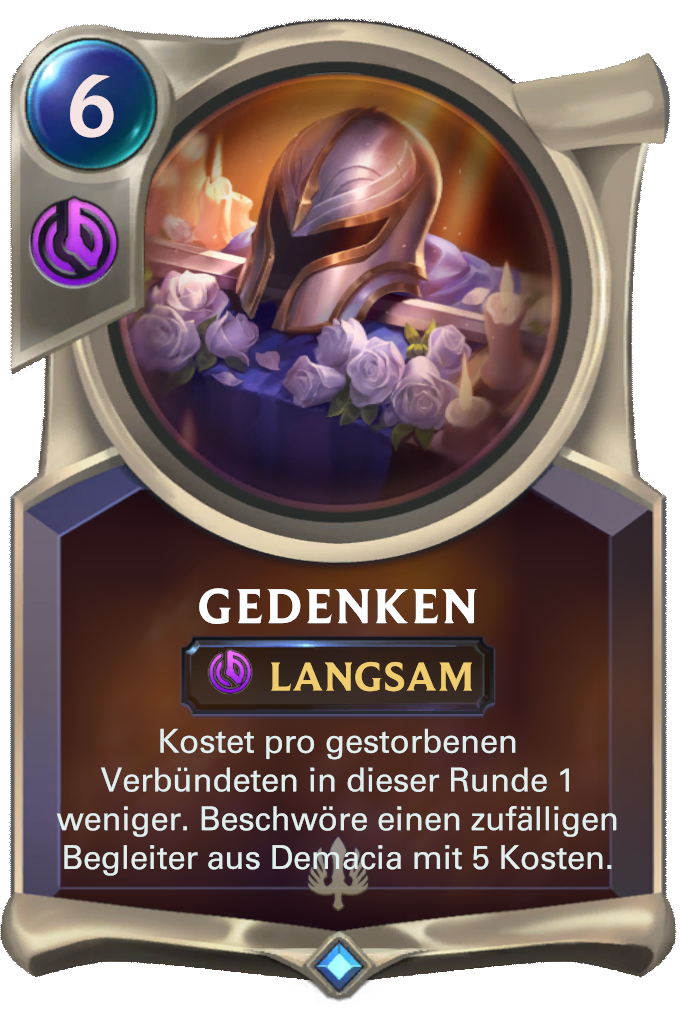 6
GEDENKEN
LANGSAM
Kostet pro gestorbenen
Verbündeten in dieser Runde 1
weniger. Beschwöre einen zufälligen
Begleiter aus Demacia mit 5 Kosten.